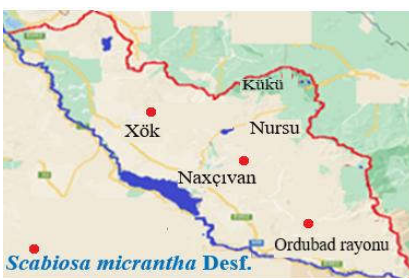 Kükü
Xök
Nursu
Naxçıvan
Ordubad rayonu
Scabiosa micrantha Desf.